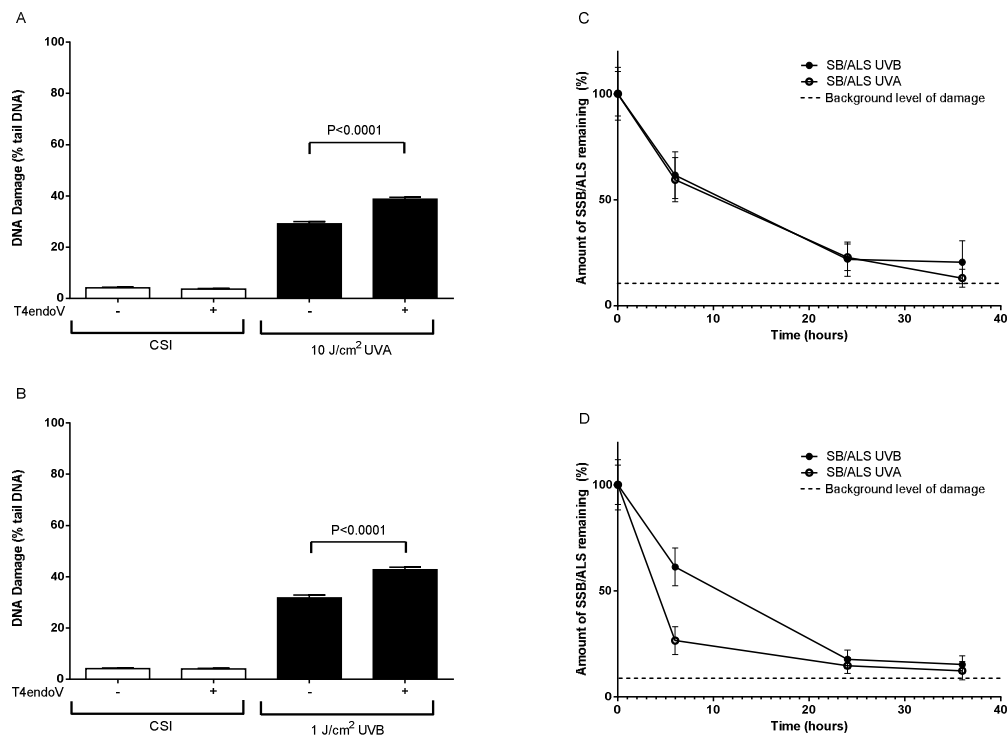 A
DNA Damage (% tail DNA)
100
80
60
40
20
0
P<0.0001
T4endoV - + - +
CSI 10 J/cm² UVA
B
DNA Damage (% tail DNA)
100
80
60
40
20
0
P<0.0001
T4endoV - + - +
CSI 1 J/cm² UVB
C
Amount of SSB/ALS remaining (%)
100
50
0
SB/ALS UVB
SB/ALS UVA
Background level of damage
0 10 20 30 40
Time (hours)
D
Amount of SSB/ALS remaining (%)
100
50
0
SB/ALS UVB
SB/ALS UVA
Background level of damage
0 10 20 30 40
Time (hours)